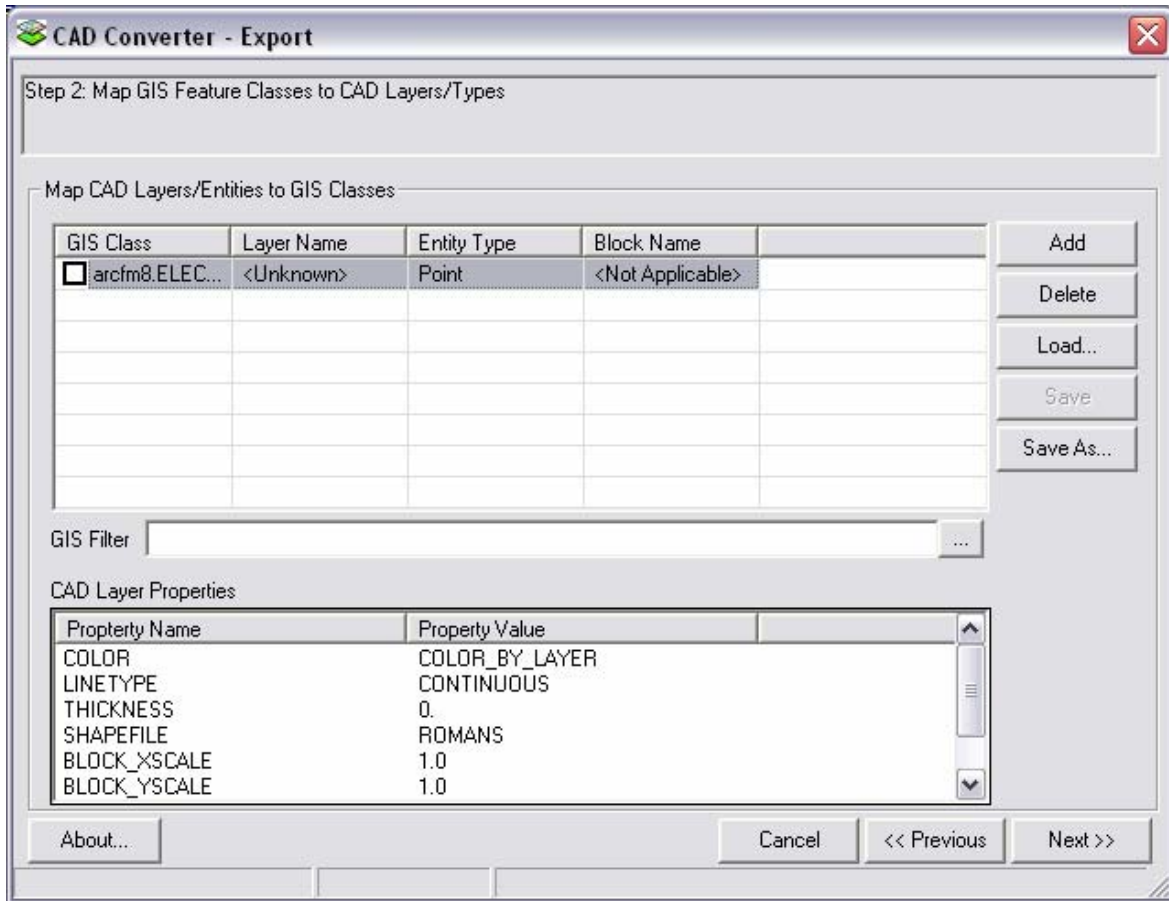 CAD Converter - Export
Step 2: Map GIS Feature Classes to CAD Layers/Types
Map CAD Layers/Entities to GIS Classes
GIS Class Layer Name Entity Type Block Name
arcfm8.ELEC... <Unknown> Point <Not Applicable>
Add
Delete
Load...
Save
Save As...
GIS Filter ...
CAD Layer Properties
Propterty Name Property Value
COLOR COLOR_BY_LAYER
LINETYPE CONTINUOUS
THICKNESS 0.
SHAPEFILE ROMANS
BLOCK_XSCALE 1.0
BLOCK_YSCALE 1.0
About... Cancel << Previous Next >>